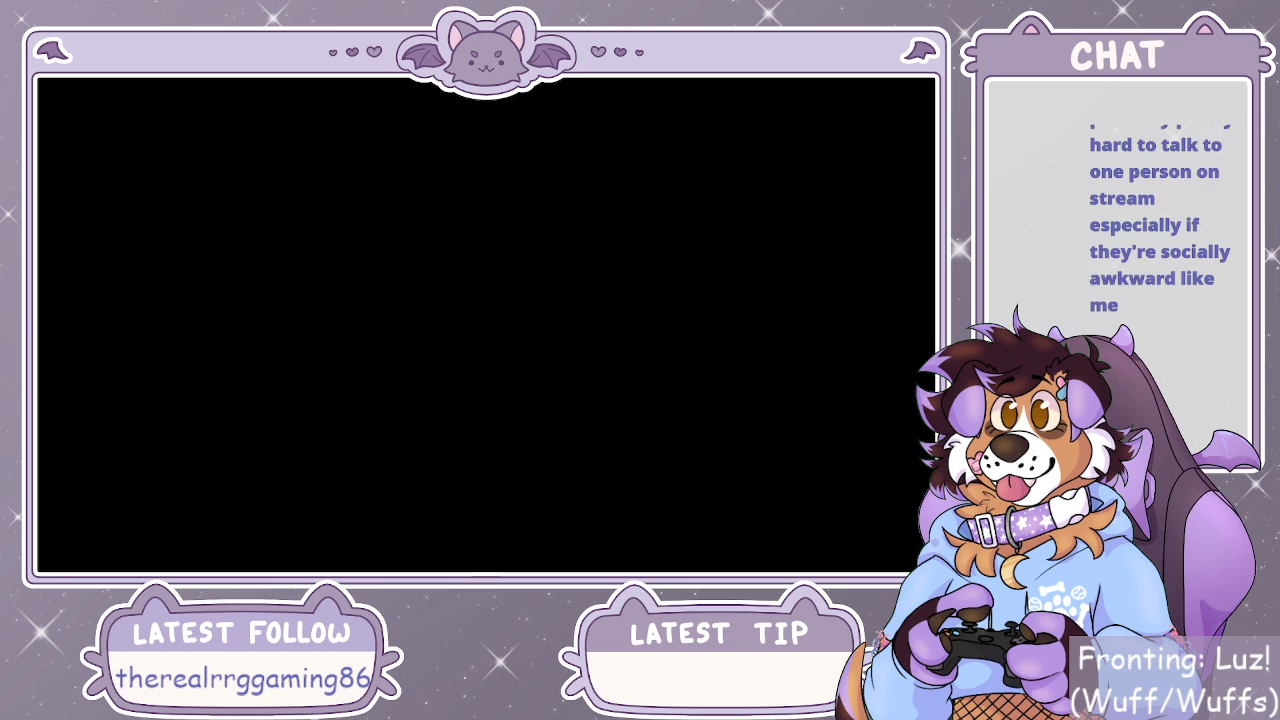 CHAT
hard to talk to
one person on
stream
especially if
they're socially
awkward like
me
LATEST FOLLOW
therealrrggaming86
LATEST TIP
Fronting: Luz!
(Wuff/Wuffs)